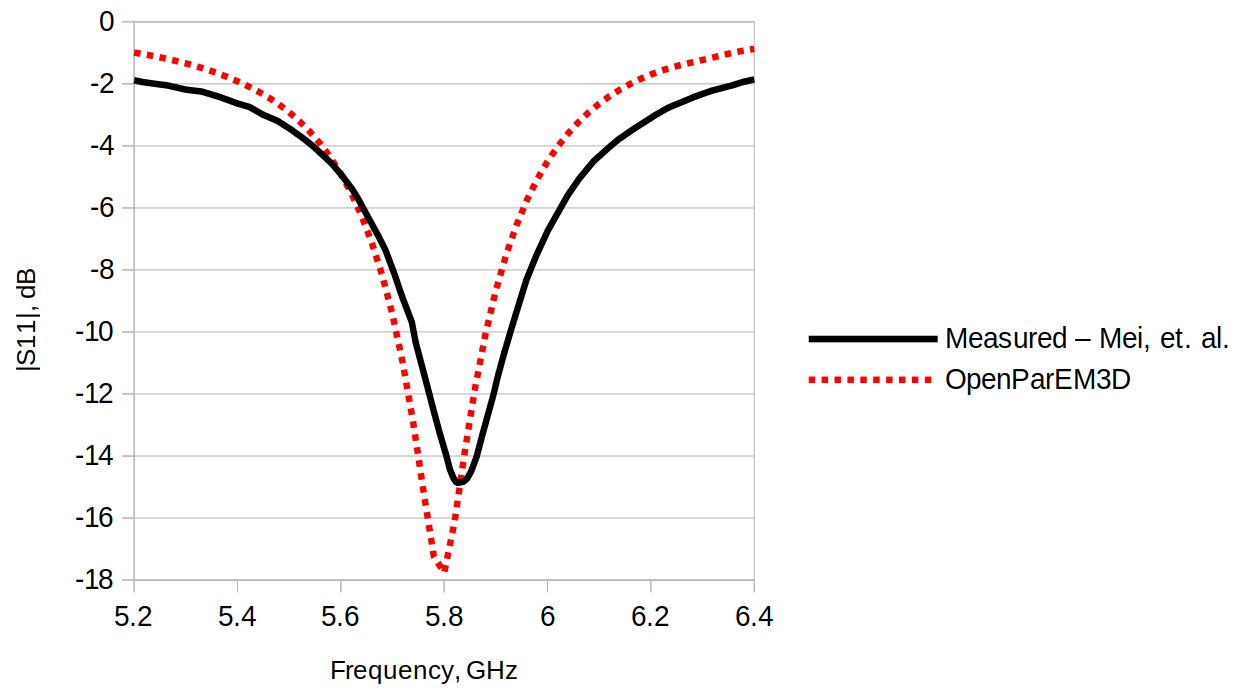 0
-2
-4
-6
-8
-10
-12
-14
-16
-18
|S11|, dB
5.2 5.4 5.6 5.8 6 6.2 6.4
Frequency, GHz
Measured – Mei, et. al.
OpenParEM3D